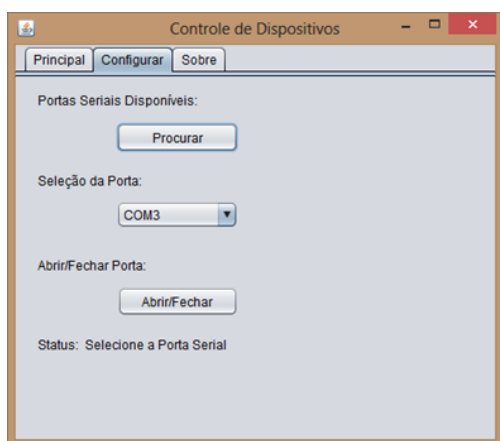 Controle de Dispositivos
Principal Configurar Sobre
Portas Seriais Disponíveis:
Procurar
Seleção da Porta:
COM3
Abrir/Fechar Porta:
Abrir/Fechar
Status: Selecione a Porta Serial